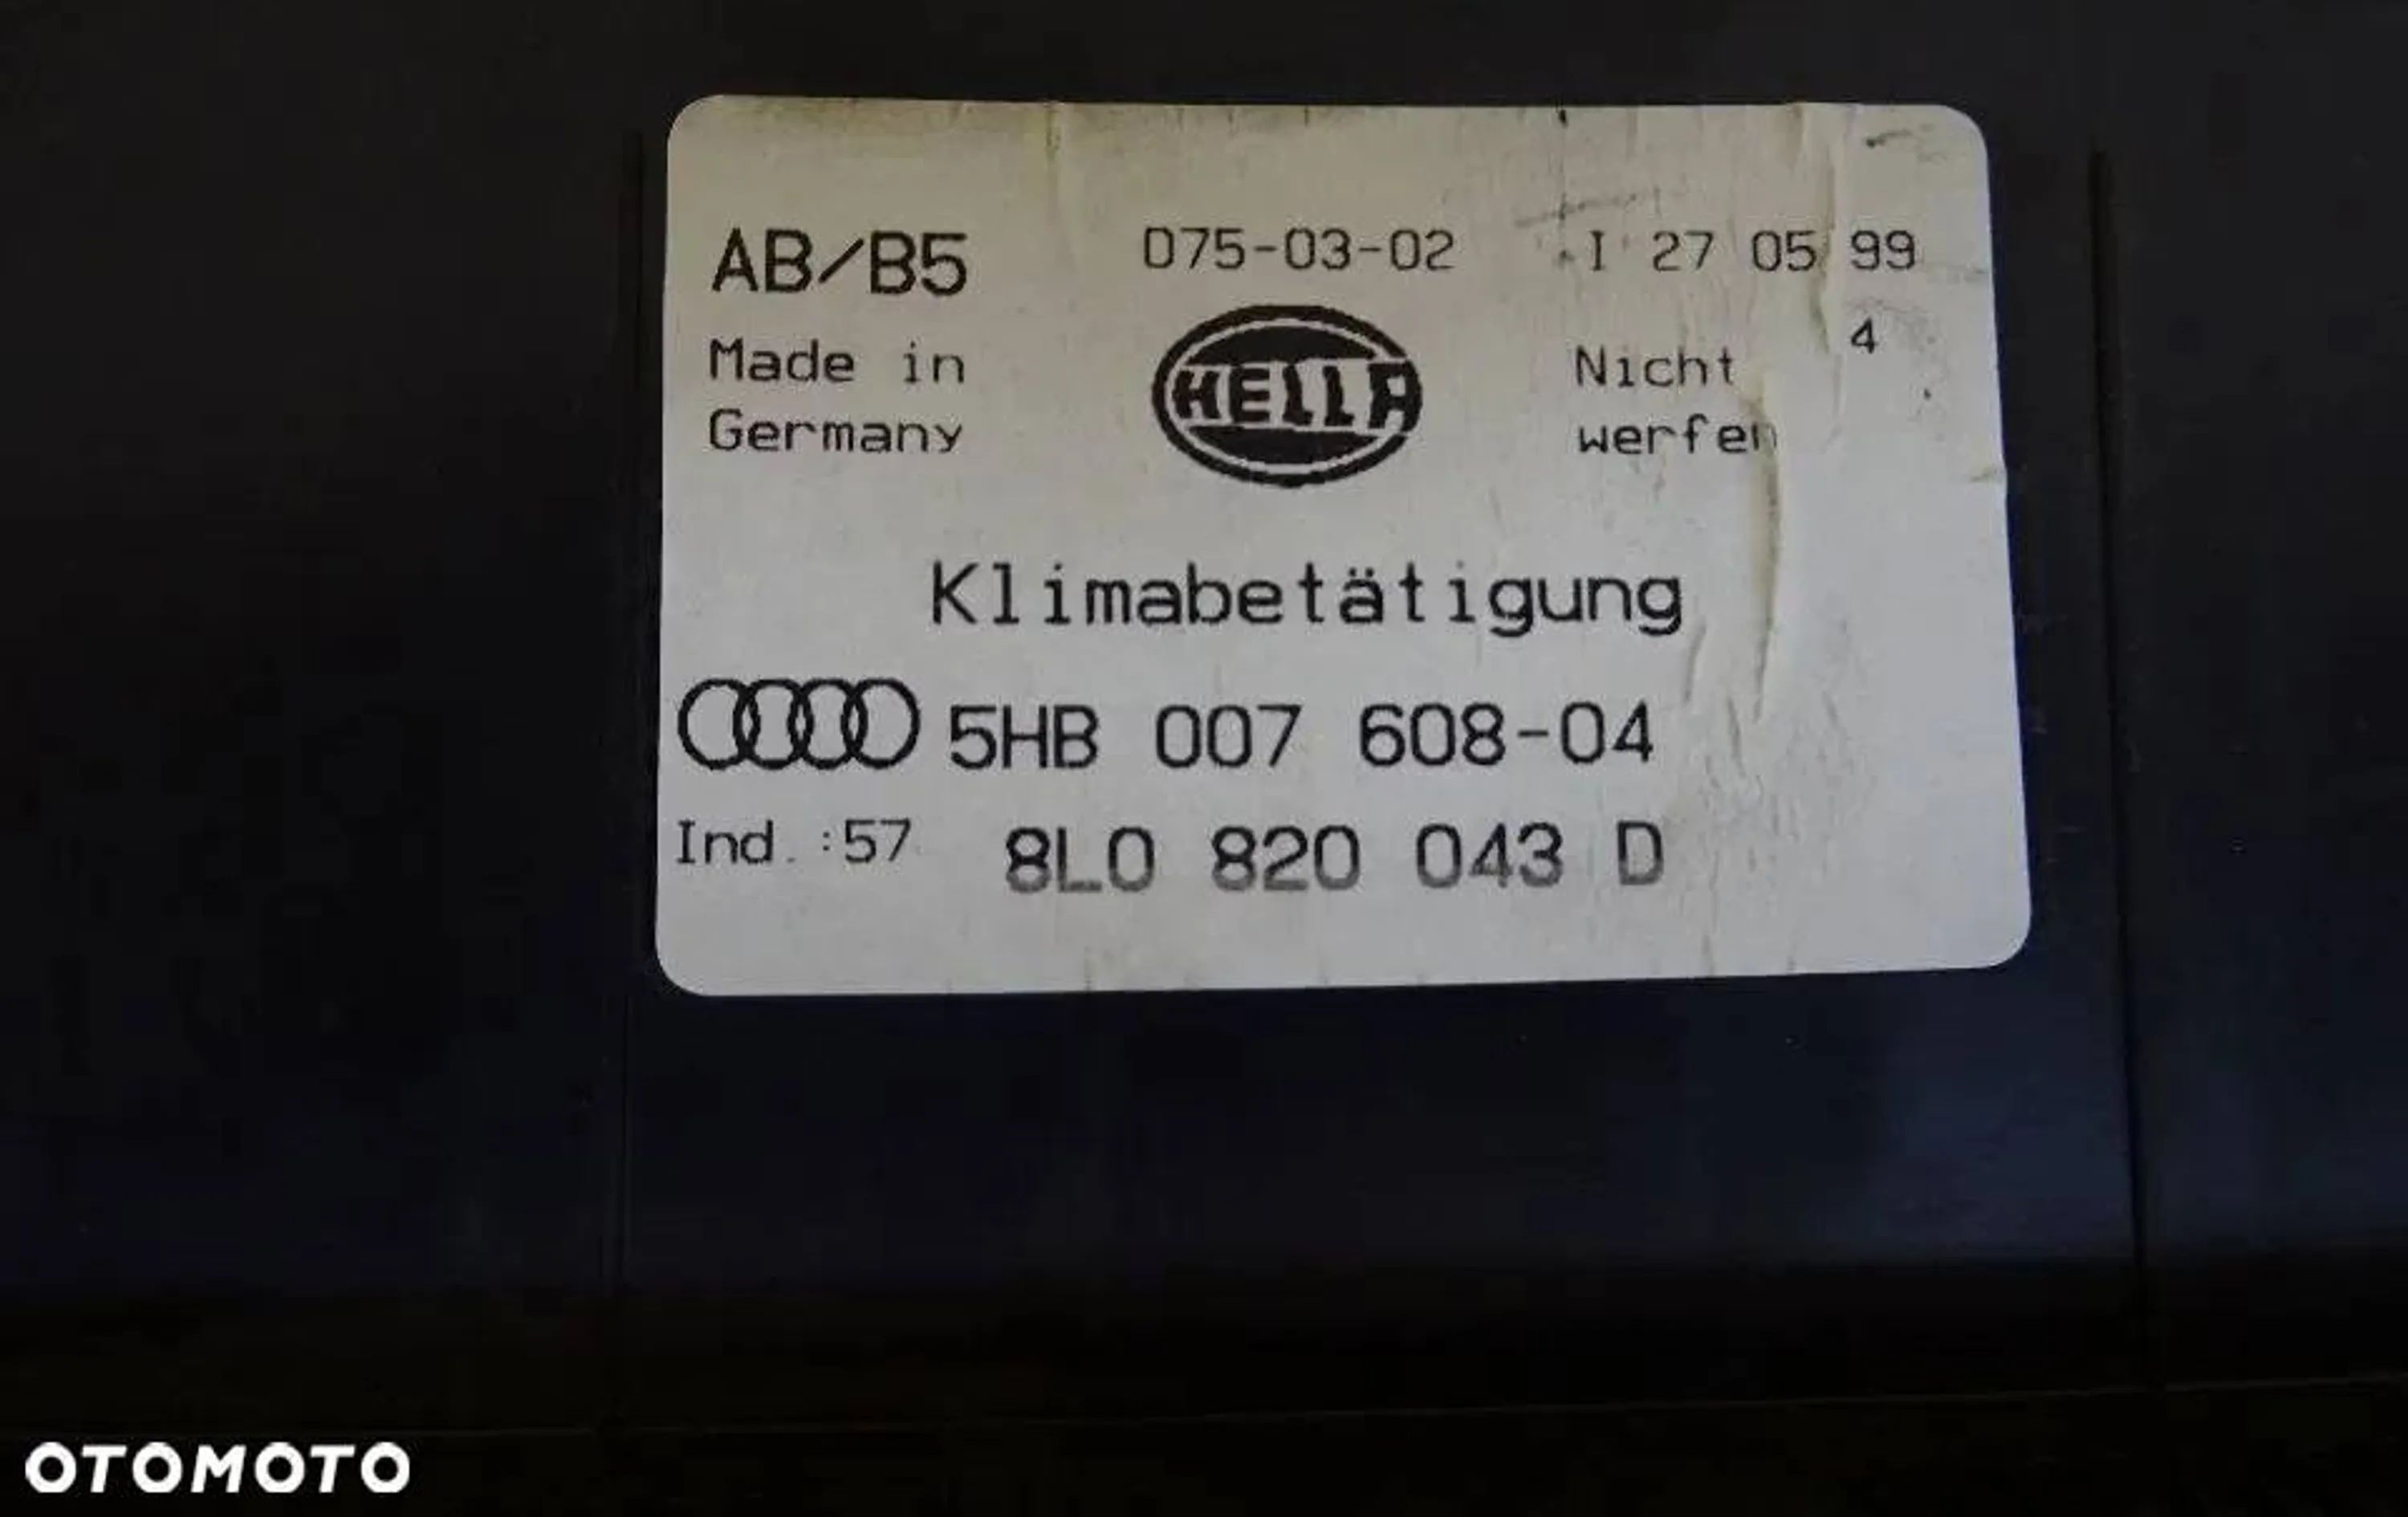 AB/B5 075-03-02 I 27 05 99
4
Made in HELLA Nicht
Germany werfen
Klimabetätigung
5HB 007 608-04
Ind.:57 8L0 820 043 D
OTOMOTO